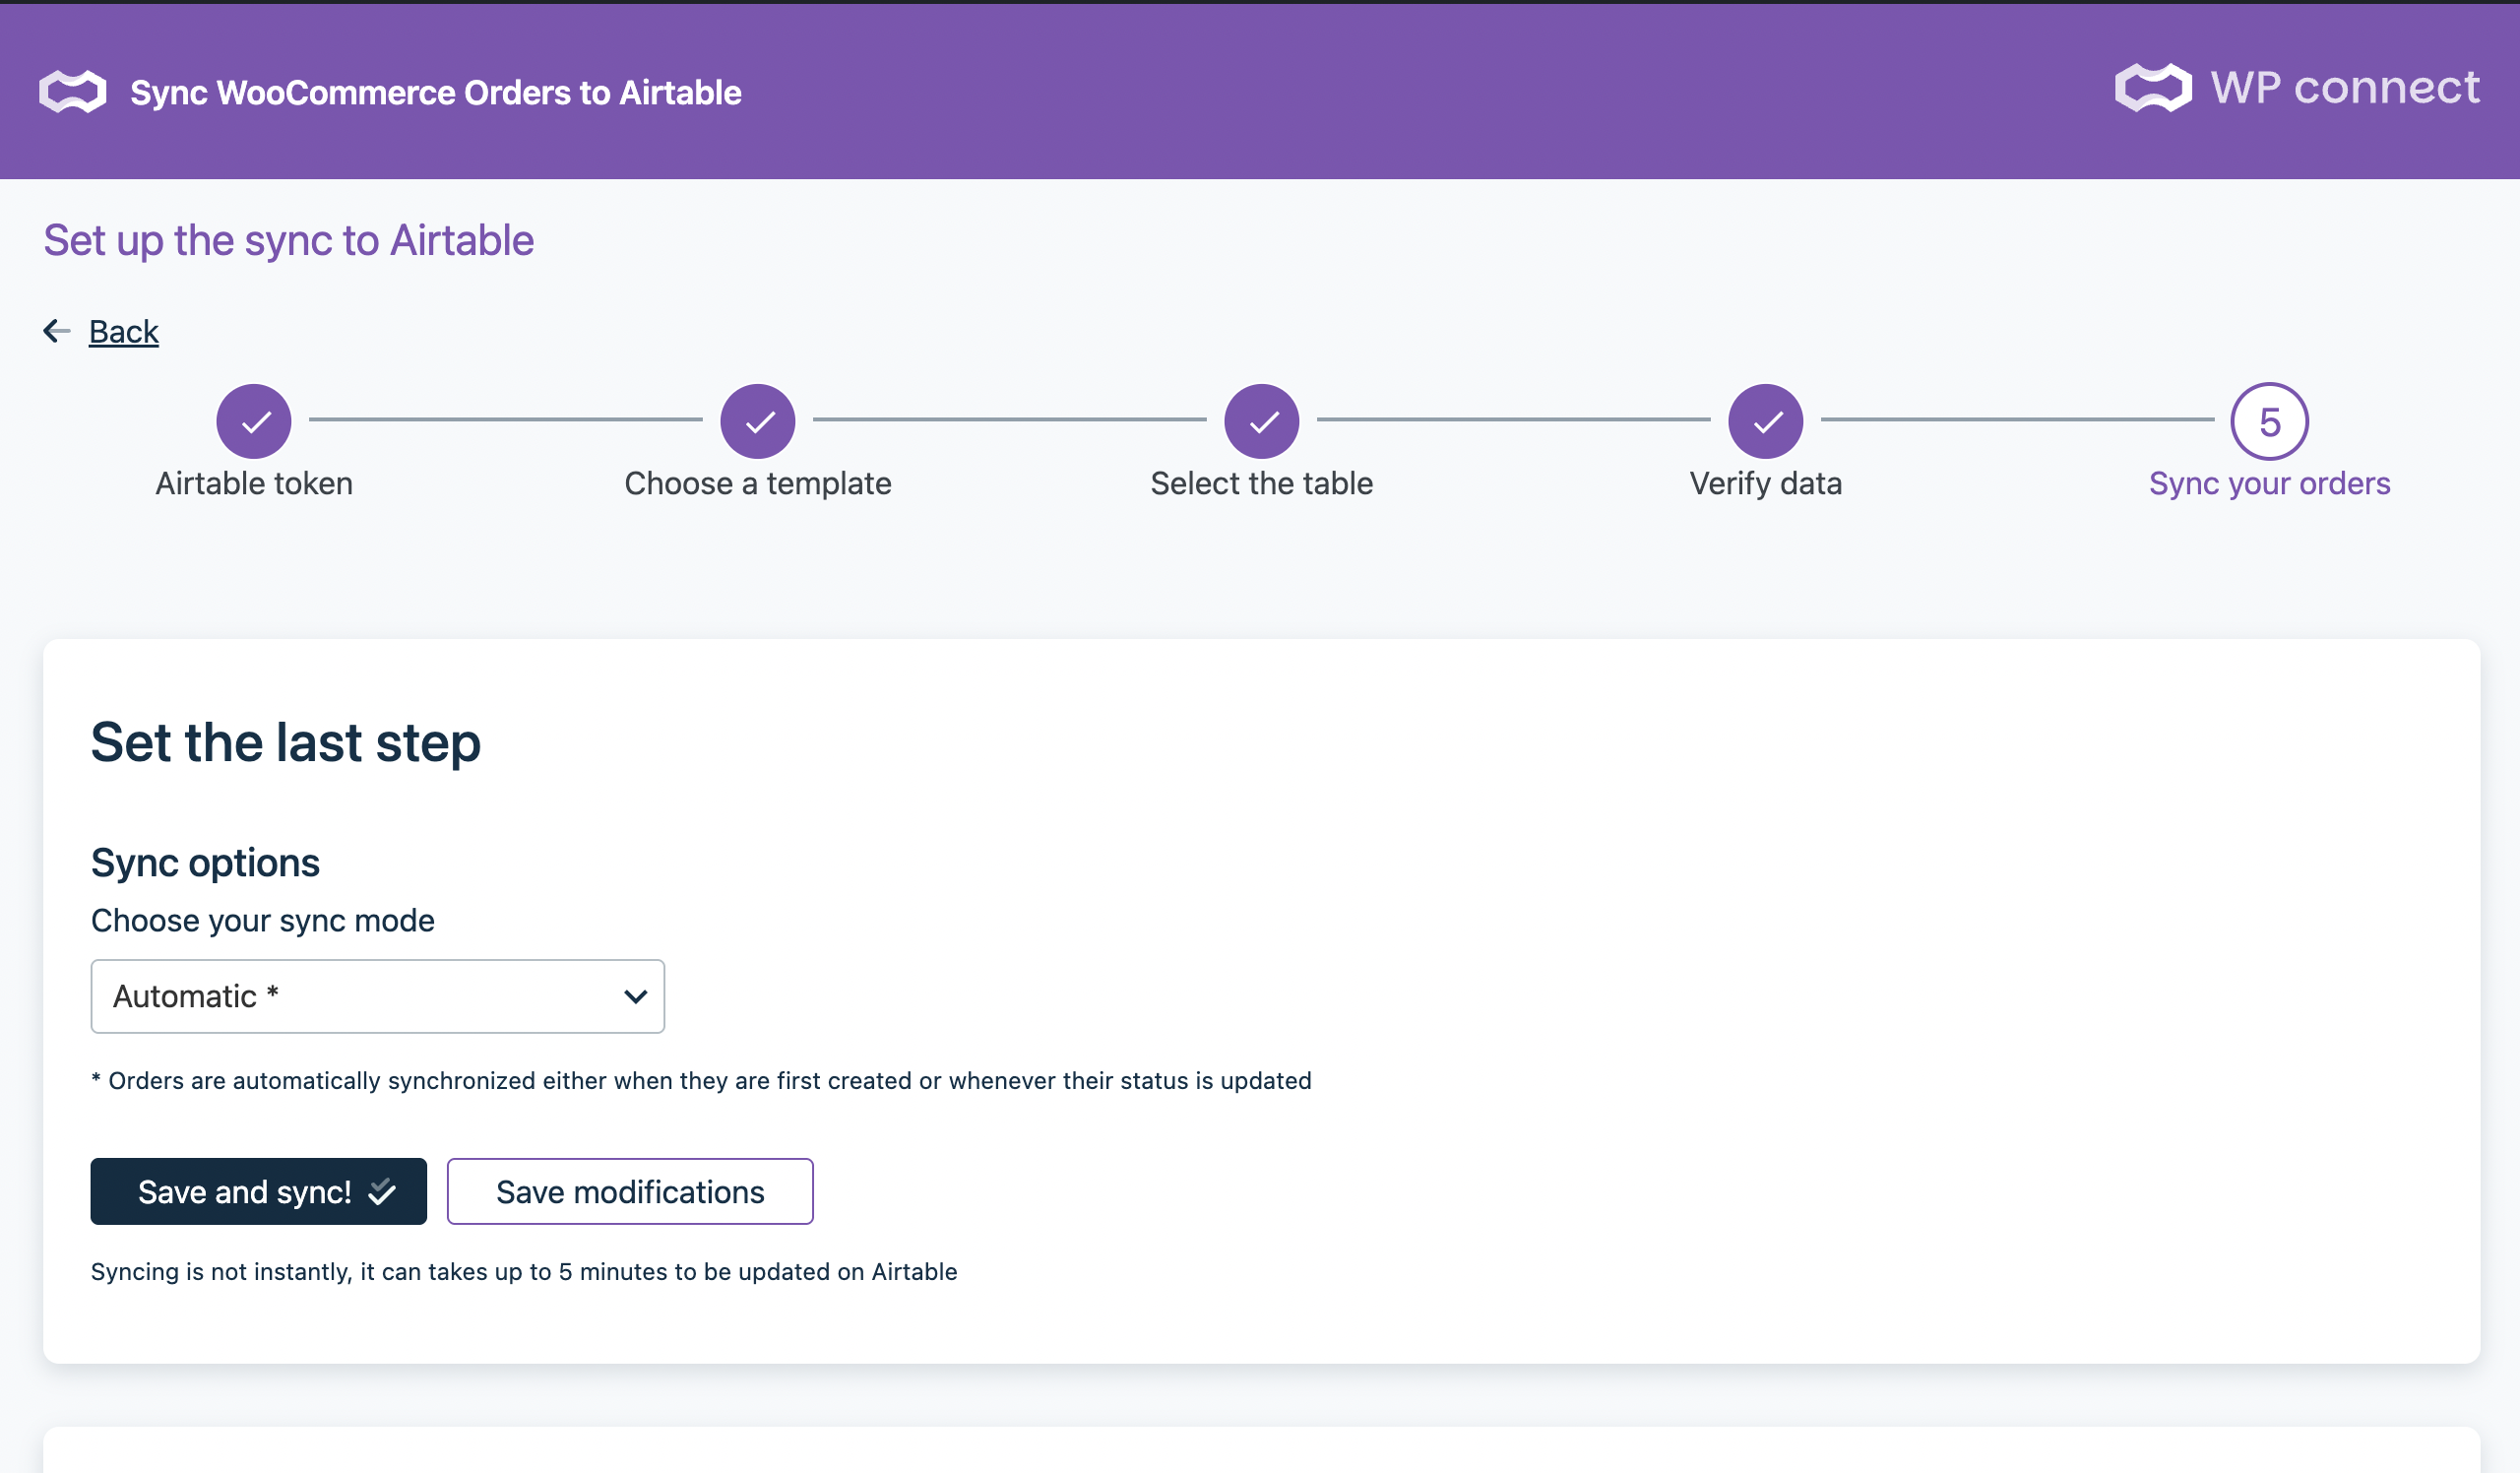 Sync WooCommerce Orders to Airtable
WP connect
Set up the sync to Airtable
Back
5
Airtable token
Choose a template
Select the table
Verify data
Sync your orders
Set the last step
Sync options
Choose your sync mode
Automatic *
* Orders are automatically synchronized either when they are first created or whenever their status is updated
Save and sync!
Save modifications
Syncing is not instantly, it can takes up to 5 minutes to be updated on Airtable